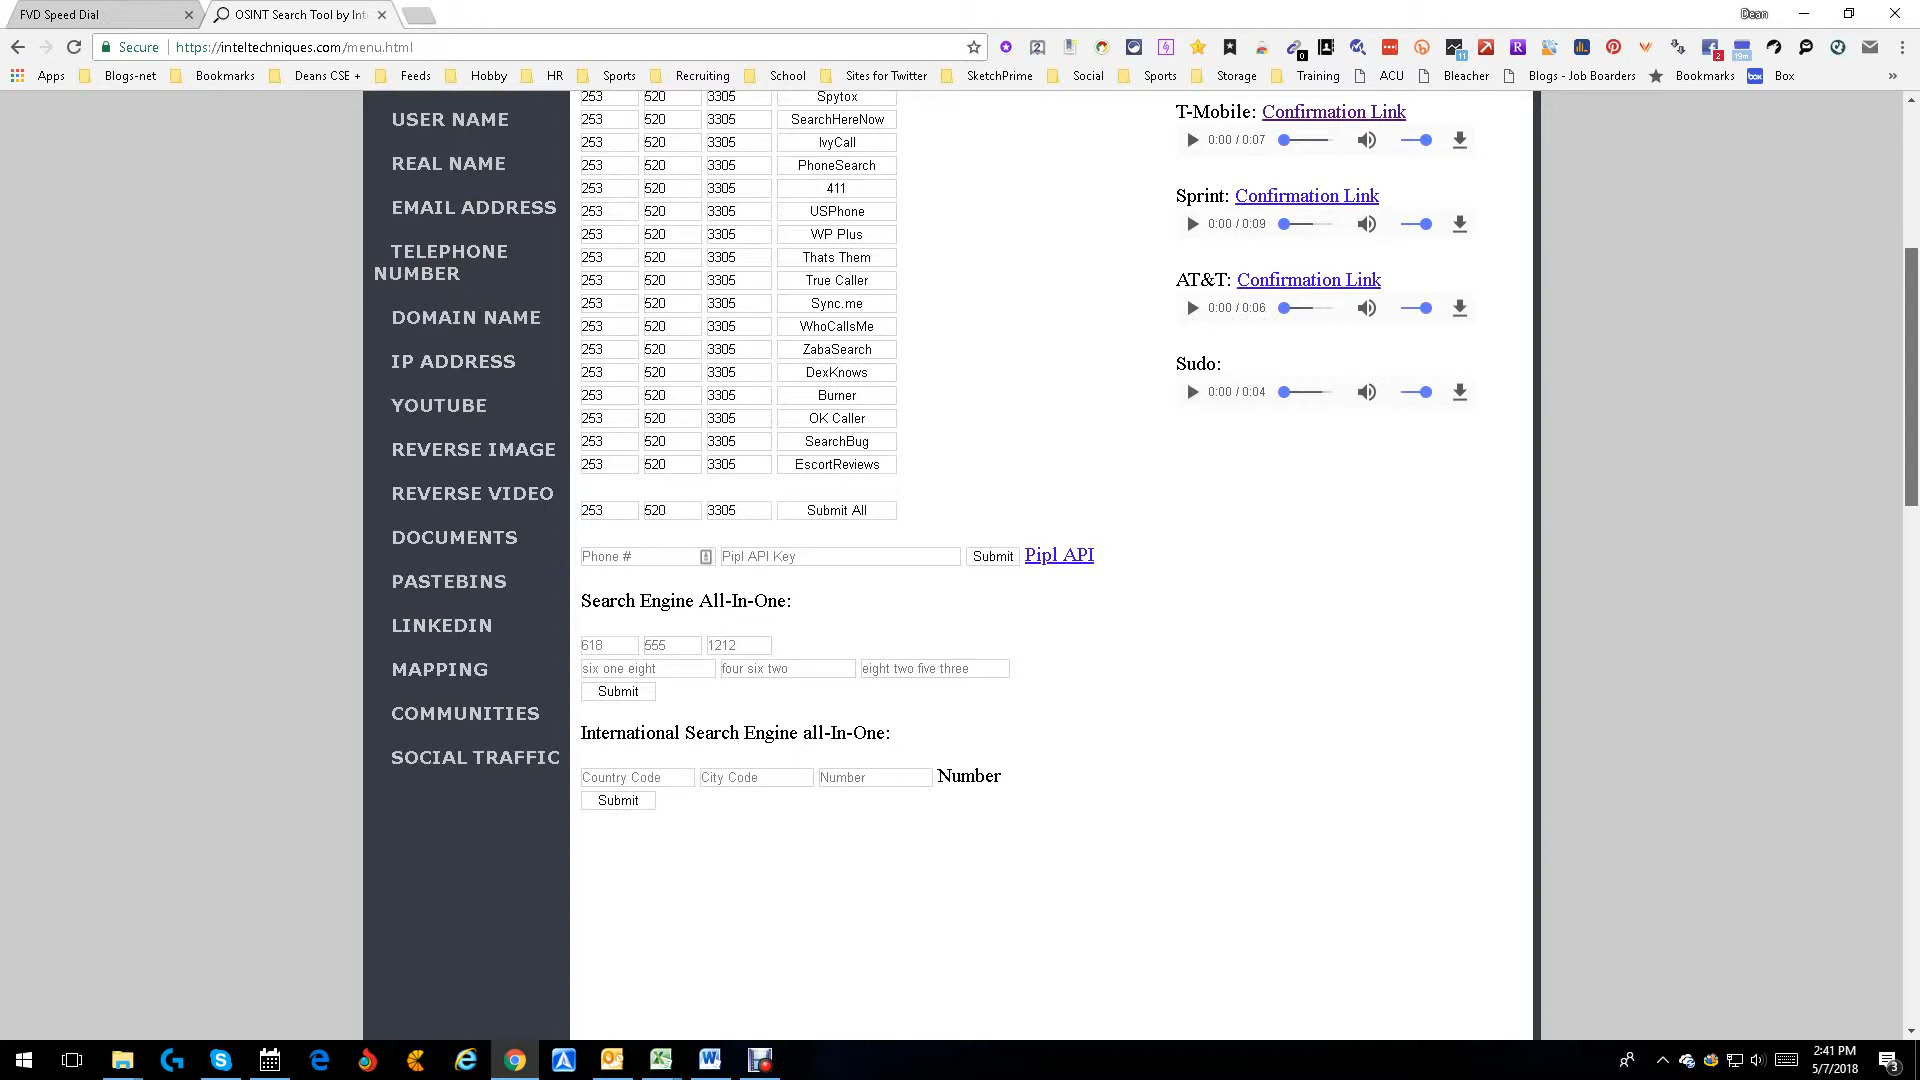 FVD Speed Dial
OSINT Search Tool by Inte
Dean
Secure
https://inteltechniques.com/menu.html
0
11
2
19m
Apps
Blogs-net
Bookmarks
Deans CSE +
Feeds
Hobby
HR
Sports
Recruiting
School
Sites for Twitter
SketchPrime
Social
Sports
Storage
Training
ACU
Bleacher
Blogs - Job Boarders
Bookmarks
box
Box
»
USER NAME
REAL NAME
EMAIL ADDRESS
TELEPHONE
NUMBER
DOMAIN NAME
IP ADDRESS
YOUTUBE
REVERSE IMAGE
REVERSE VIDEO
DOCUMENTS
PASTEBINS
LINKEDIN
MAPPING
COMMUNITIES
SOCIAL TRAFFIC
253 520 3305 Spytox
253 520 3305 SearchHereNow
253 520 3305 IvyCall
253 520 3305 PhoneSearch
253 520 3305 411
253 520 3305 USPhone
253 520 3305 WP Plus
253 520 3305 Thats Them
253 520 3305 True Caller
253 520 3305 Sync.me
253 520 3305 WhoCallsMe
253 520 3305 ZabaSearch
253 520 3305 DexKnows
253 520 3305 Burner
253 520 3305 OK Caller
253 520 3305 SearchBug
253 520 3305 EscortReviews
253 520 3305 Submit All
Phone # Pipl API Key Submit Pipl API
Search Engine All-In-One:
618 555 1212
six one eight four six two eight two five three
Submit
International Search Engine all-In-One:
Country Code City Code Number Number
Submit
T-Mobile: Confirmation Link
0:00 / 0:07
Sprint: Confirmation Link
0:00 / 0:09
AT&T: Confirmation Link
0:00 / 0:06
Sudo:
0:00 / 0:04
2:41 PM
5/7/2018
3